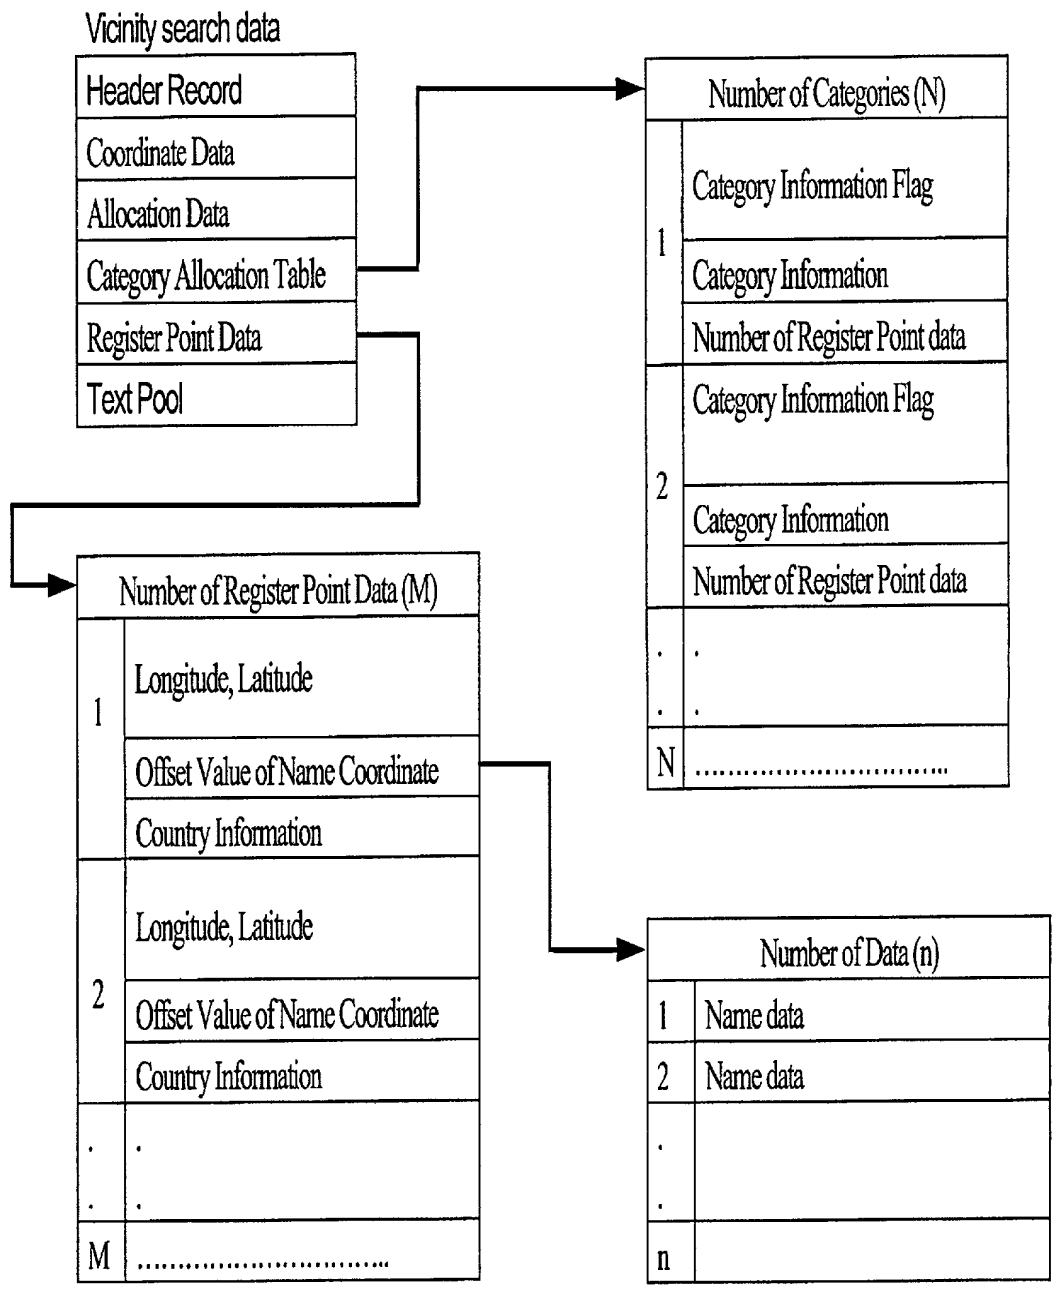 Vicinity search data
Header Record
Coordinate Data
Allocation Data
Category Allocation Table
Register Point Data
Text Pool
Number of Categories (N)
1
Category Information Flag
Category Information
Number of Register Point data
2
Category Information Flag
Category Information
Number of Register Point data
. .
. .
N ................................
Number of Register Point Data (M)
1
Longitude, Latitude
Offset Value of Name Coordinate
Country Information
2
Longitude, Latitude
Offset Value of Name Coordinate
Country Information
. .
. .
M ................................
Number of Data (n)
1 Name data
2 Name data
.
.
n